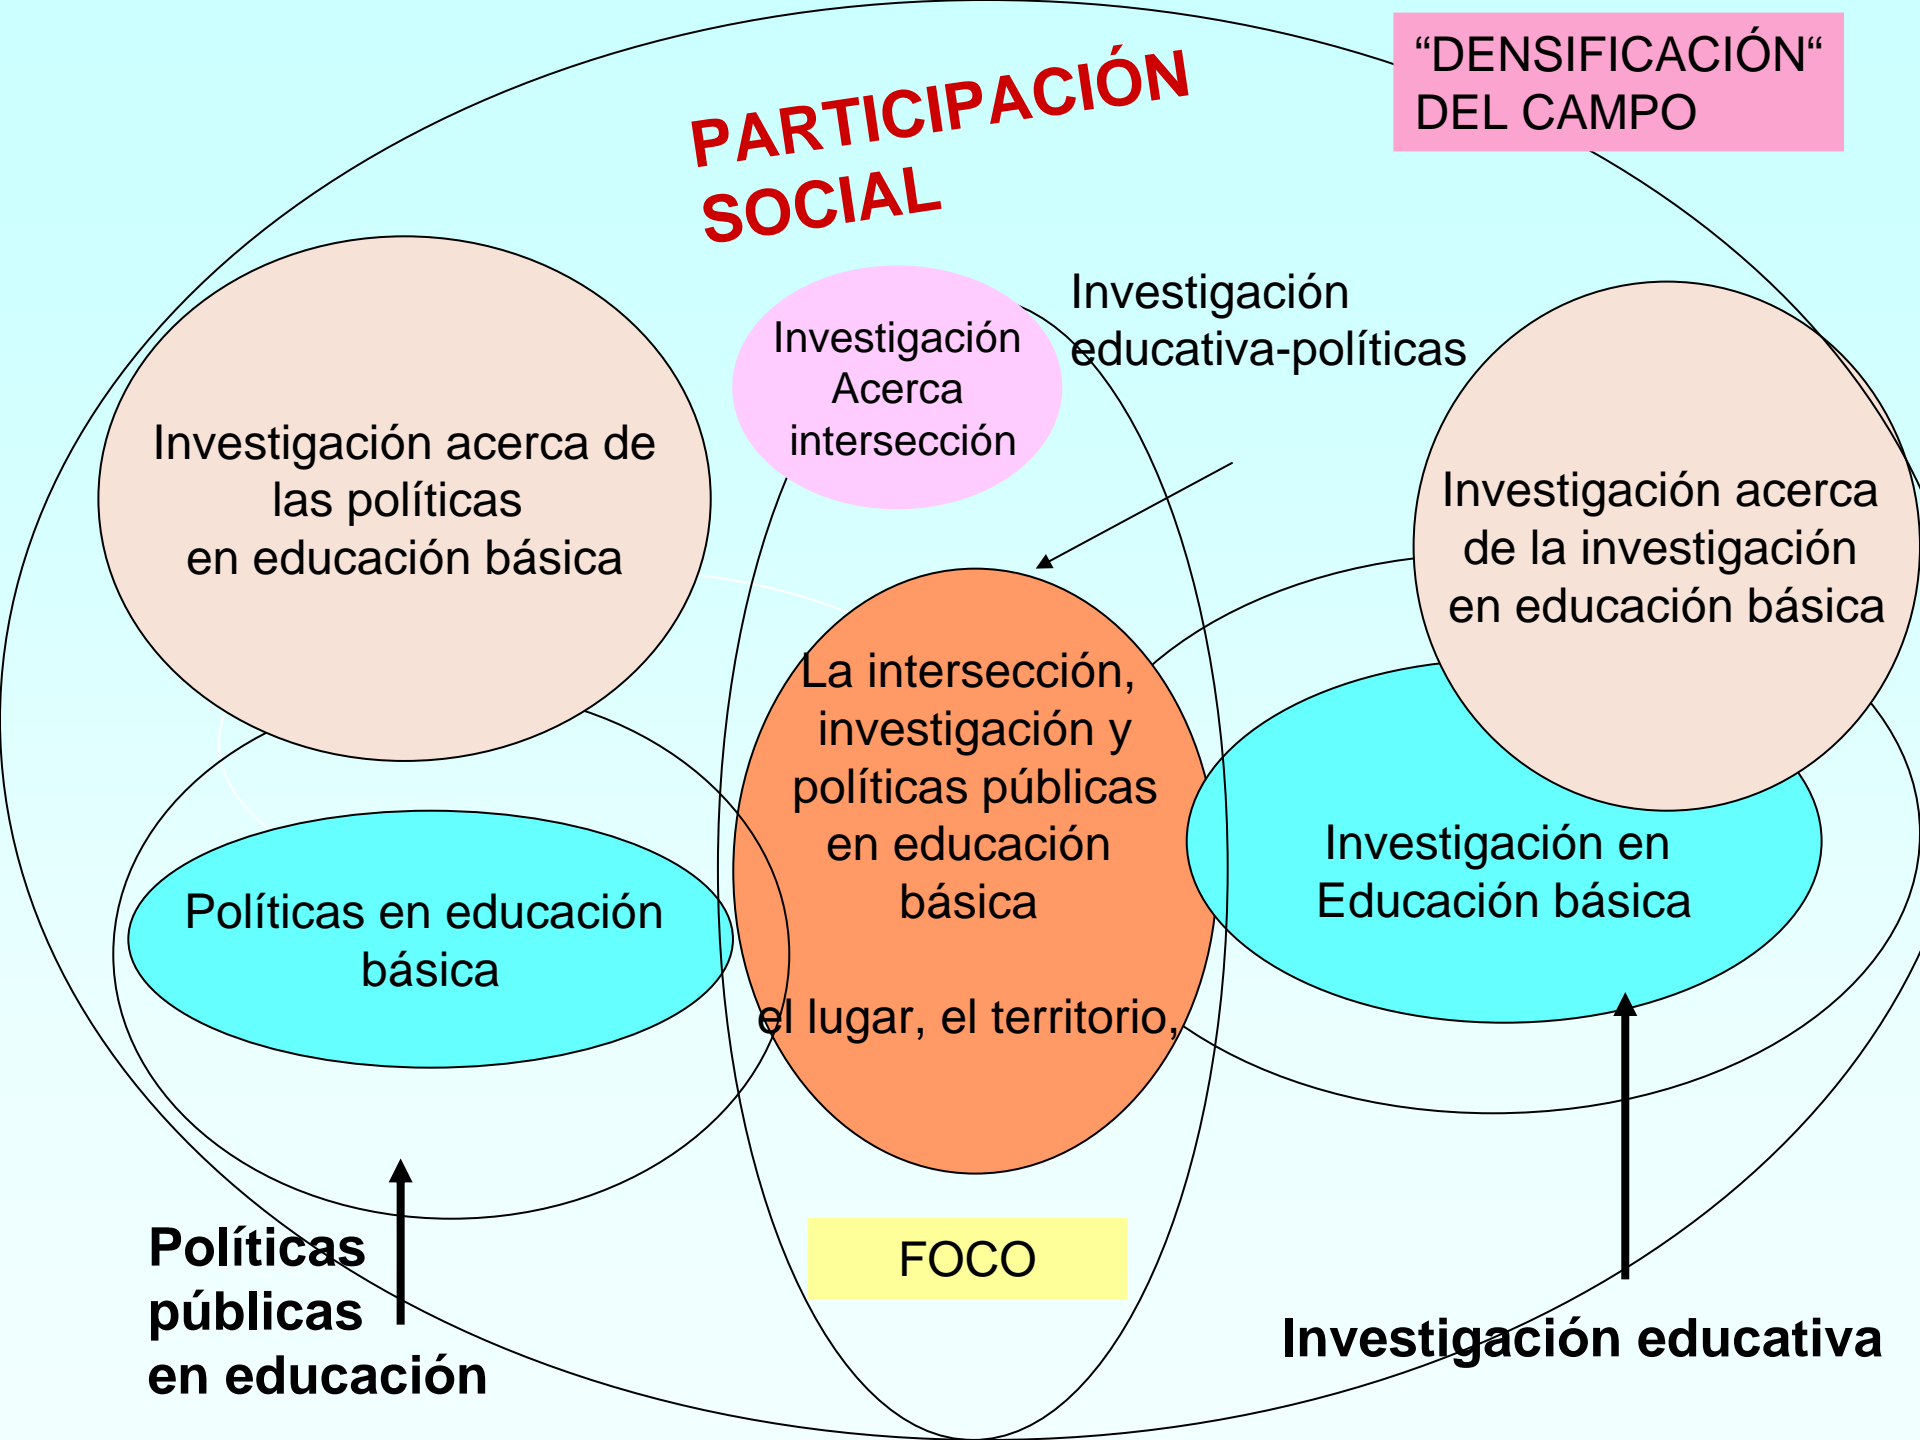 “DENSIFICACIÓN“
DEL CAMPO
PARTICIPACIÓN
SOCIAL
Investigación
educativa-políticas
Investigación
Acerca
intersección
Investigación acerca de
las políticas
en educación básica
Investigación acerca
de la investigación
en educación básica
La intersección,
investigación y
políticas públicas
en educación
básica
el lugar, el territorio,
Políticas en educación
básica
Investigación en
Educación básica
FOCO
Políticas
públicas
en educación
Investigación educativa